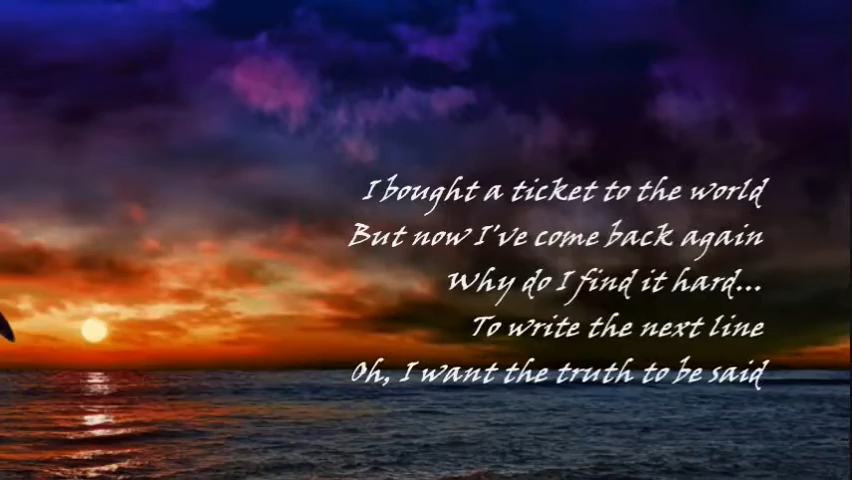 I bought a ticket to the world
But now I've come back again
Why do I find it hard...
To write the next line
Oh, I want the truth to be said